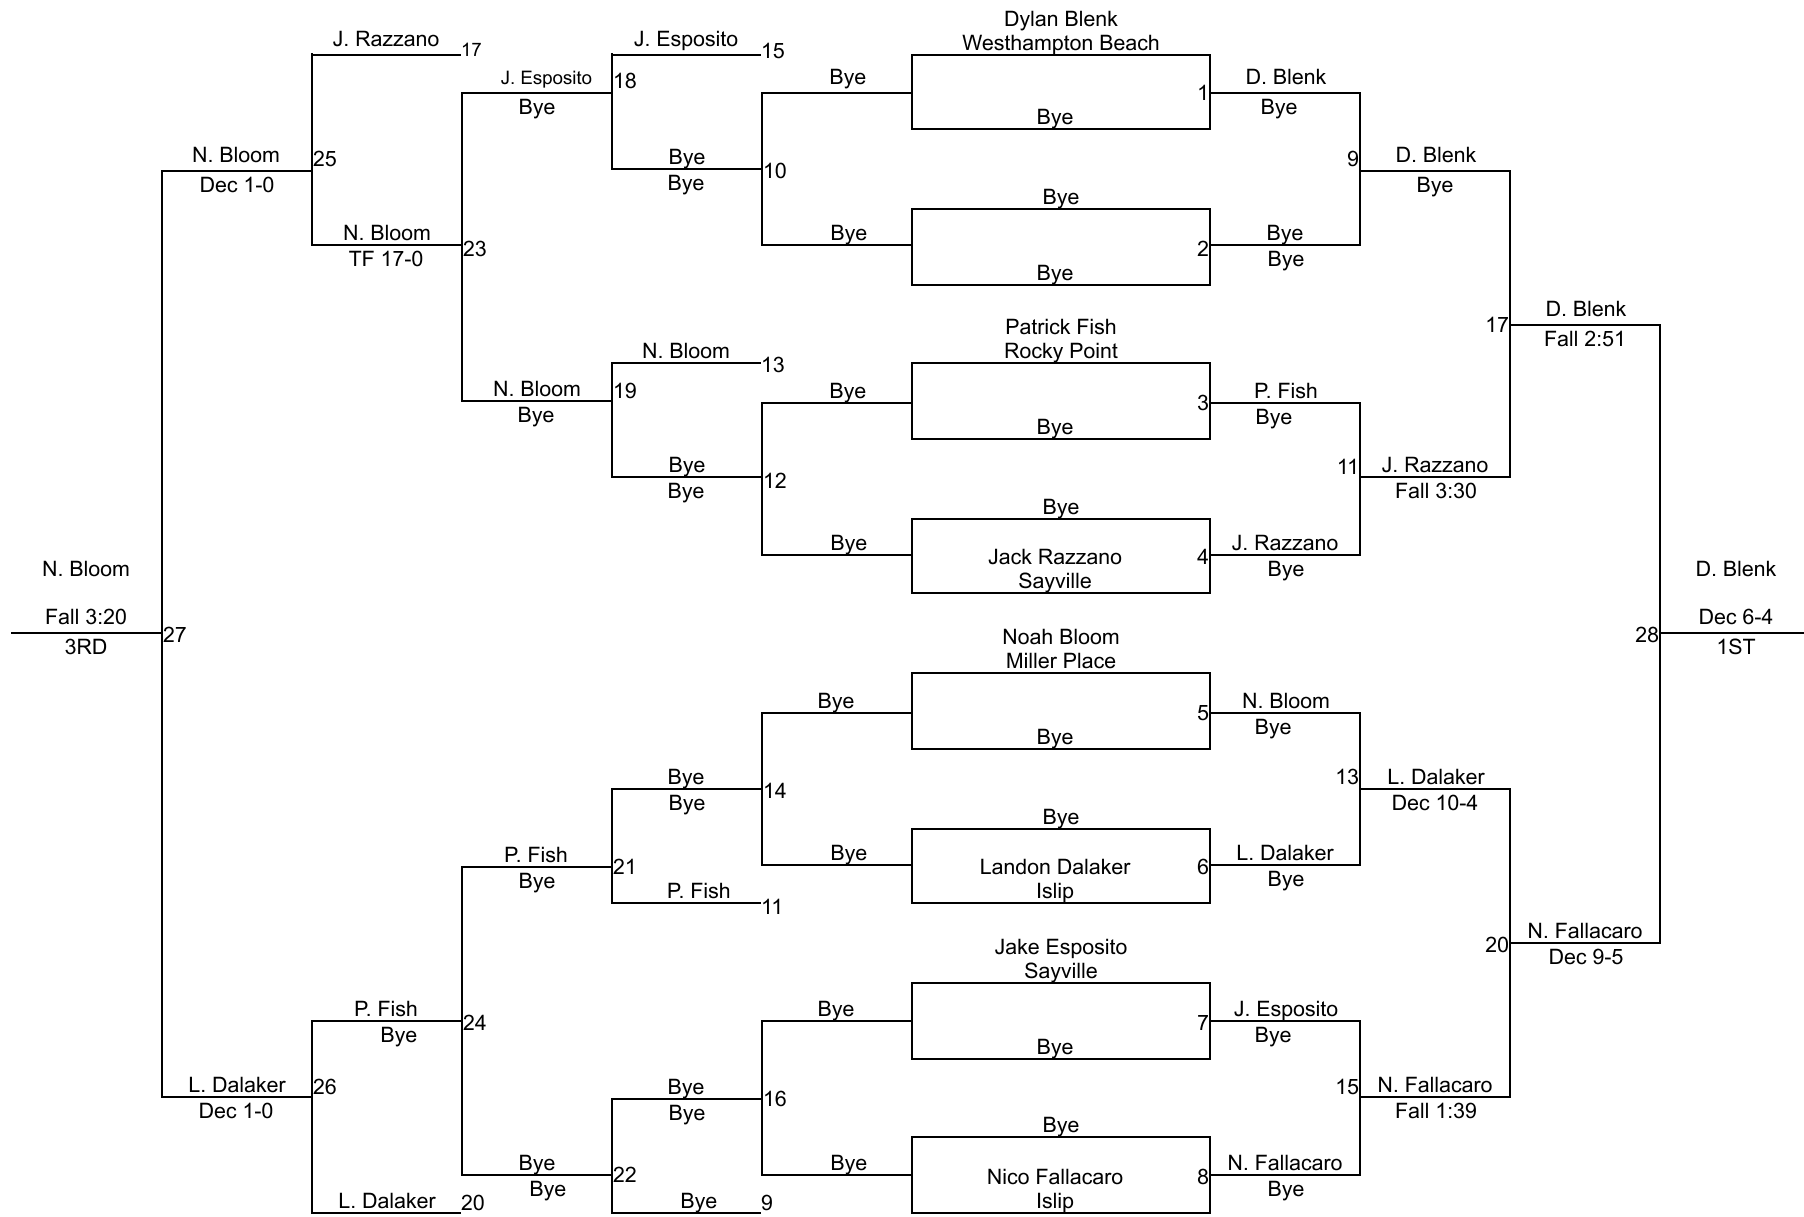 Dylan Blenk
Westhampton Beach
J. Razzano 17
J. Esposito 15
J. Esposito 18
Bye
Bye
1
D. Blenk
Bye
Bye
Bye
N. Bloom 25
Dec 1-0
Bye 10
Bye
9
D. Blenk
Bye
Bye
N. Bloom 23
TF 17-0
Bye
2
Bye
Bye
Bye
17
D. Blenk
Fall 2:51
Patrick Fish
Rocky Point
N. Bloom 13
N. Bloom 19
Bye
Bye
3
P. Fish
Bye
Bye
Bye 12
Bye
11
J. Razzano
Fall 3:30
Bye
Bye
Jack Razzano
Sayville
4
J. Razzano
Bye
N. Bloom
Fall 3:20
3RD
27
D. Blenk
Dec 6-4
1ST
28
Noah Bloom
Miller Place
Bye
5
N. Bloom
Bye
Bye
Bye 14
Bye
13
L. Dalaker
Dec 10-4
Bye
P. Fish 21
Bye
Bye
Landon Dalaker
Islip
6
L. Dalaker
Bye
P. Fish 11
20
N. Fallacaro
Dec 9-5
Jake Esposito
Sayville
P. Fish 24
Bye
Bye
7
J. Esposito
Bye
Bye
L. Dalaker 26
Dec 1-0
Bye 16
Bye
15
N. Fallacaro
Fall 1:39
Bye
Bye 22
Bye
Bye
Nico Fallacaro
Islip
8
N. Fallacaro
Bye
L. Dalaker 20
Bye 9